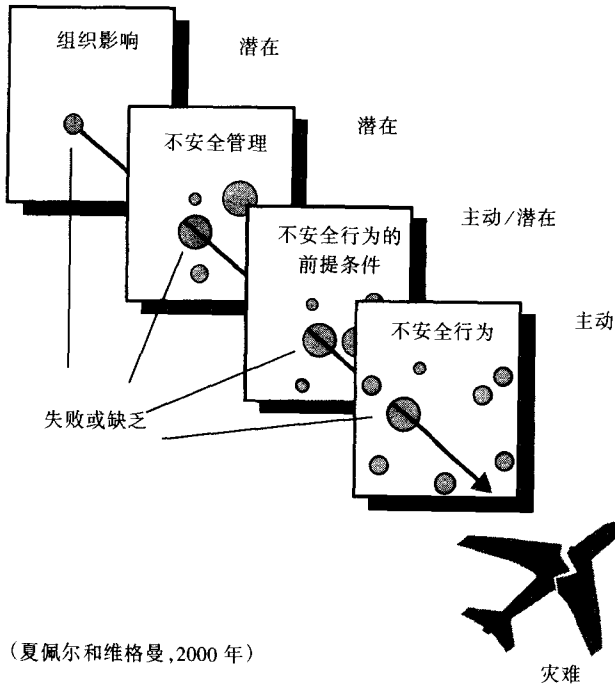 组织影响
潜在
不安全管理
潜在
不安全行为的
前提条件
主动/潜在
不安全行为
主动
失败或缺乏
(夏佩尔和维格曼,2000年)
灾难